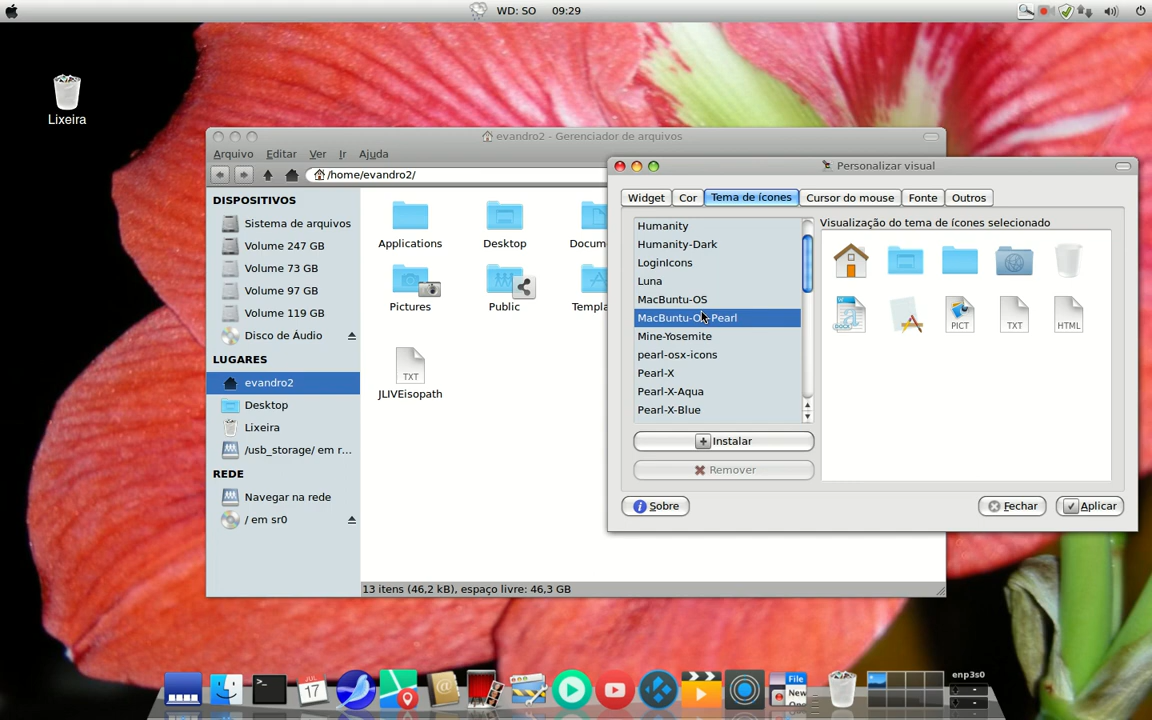 WD: SO 09:29
Lixeira
evandro2 - Gerenciador de arquivos
Arquivo Editar Ver Ir Ajuda
/home/evandro2/
DISPOSITIVOS
Sistema de arquivos
Volume 247 GB
Volume 73 GB
Volume 97 GB
Volume 119 GB
Disco de Áudio
LUGARES
evandro2
Desktop
Lixeira
/usb_storage/ em r...
REDE
Navegar na rede
/ em sr0
Applications Desktop Docum
Pictures Public Templa
TXT
JLIVEisopath
13 itens (46,2 kB), espaço livre: 46,3 GB
Personalizar visual
Widget Cor Tema de ícones Cursor do mouse Fonte Outros
Humanity
Humanity-Dark
LoginIcons
Luna
MacBuntu-OS
MacBuntu-OS-Pearl
Mine-Yosemite
pearl-osx-icons
Pearl-X
Pearl-X-Aqua
Pearl-X-Blue
Instalar
Remover
Visualização do tema de ícones selecionado
DOCX PICT TXT HTML
Sobre Fechar Aplicar
JUL
17
File
New
enp3s0